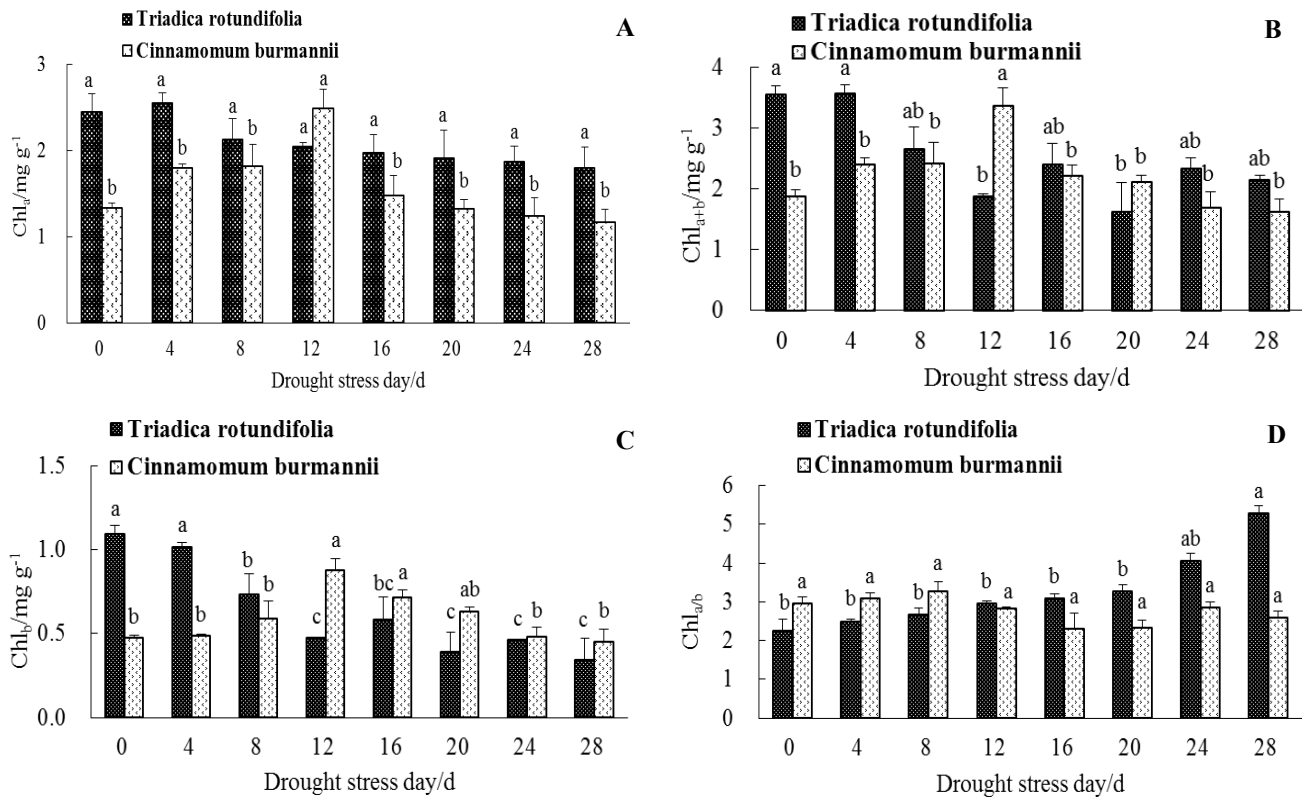 Triadica rotundifolia
Cinnamomum burmannii
A
Chla/mg g-1
3
2
1
0
a a a a a a a a
b b b a b b b b
0 4 8 12 16 20 24 28
Drought stress day/d
Triadica rotundifolia
Cinnamomum burmannii
B
Chla+b/mg g-1
4
3
2
1
0
a a ab b ab b ab ab
b b b a b b b b
0 4 8 12 16 20 24 28
Drought stress day/d
Triadica rotundifolia
Cinnamomum burmannii
C
Chlb/mg g-1
1.5
1.0
0.5
0.0
a a b c bc c c c
b b b a a ab b b
0 4 8 12 16 20 24 28
Drought stress day/d
Triadica rotundifolia
Cinnamomum burmannii
D
Chla/b
6
5
4
3
2
1
0
b b b b b b ab a
a a a a a a a a
0 4 8 12 16 20 24 28
Drought stress day/d